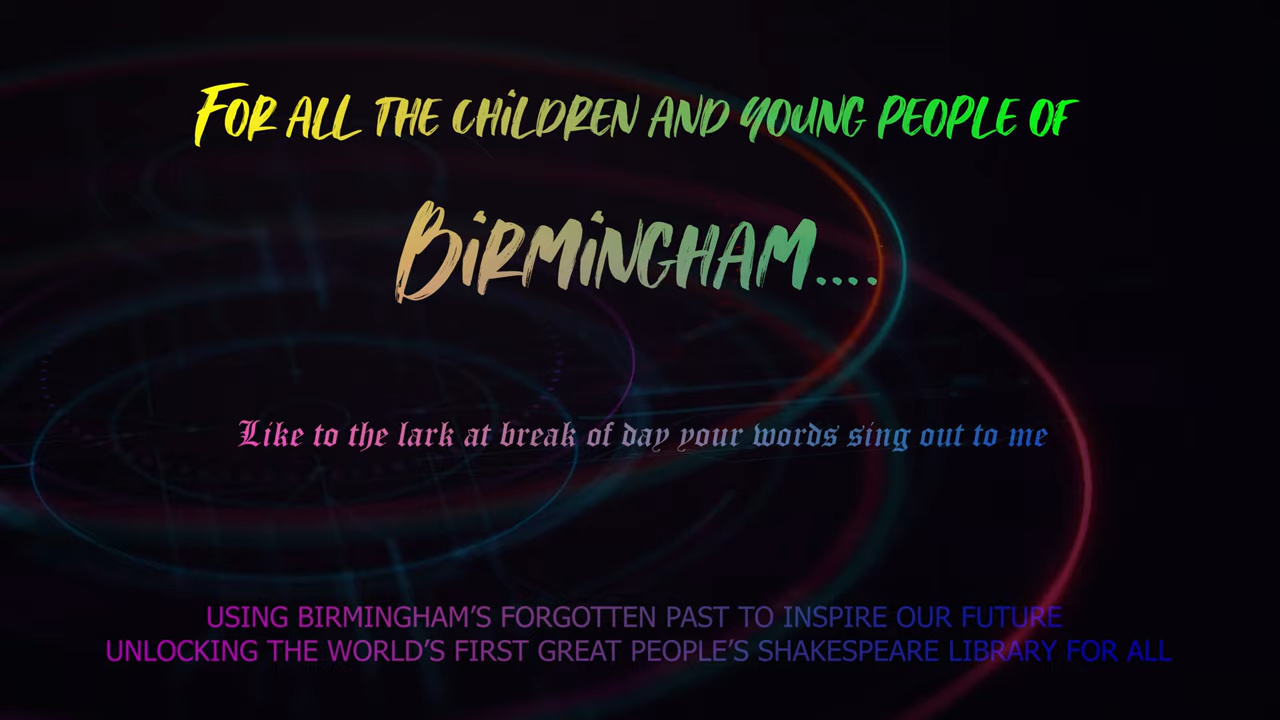 FOR ALL THE CHiLDREN AND YOUNG PEOPLE OF
BiRMiNGHAM....
Like to the lark at break of day your words sing out to me
USING BIRMINGHAM’S FORGOTTEN PAST TO INSPIRE OUR FUTURE
UNLOCKING THE WORLD’S FIRST GREAT PEOPLE’S SHAKESPEARE LIBRARY FOR ALL